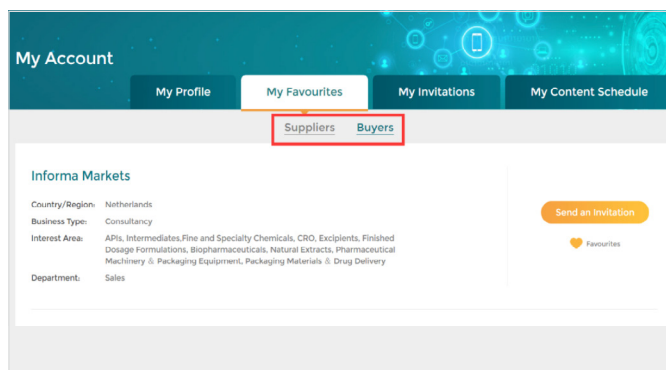 My Account
My Profile
My Favourites
My Invitations
My Content Schedule
Suppliers
Buyers
Informa Markets
Country/Region: Netherlands
Business Type: Consultancy
Interest Area: APIs, Intermediates,Fine and Specialty Chemicals, CRO, Excipients, Finished
Dosage Formulations, Biopharmaceuticals, Natural Extracts, Pharmaceutical
Machinery & Packaging Equipment, Packaging Materials & Drug Delivery
Department: Sales
Send an Invitation
Favourites